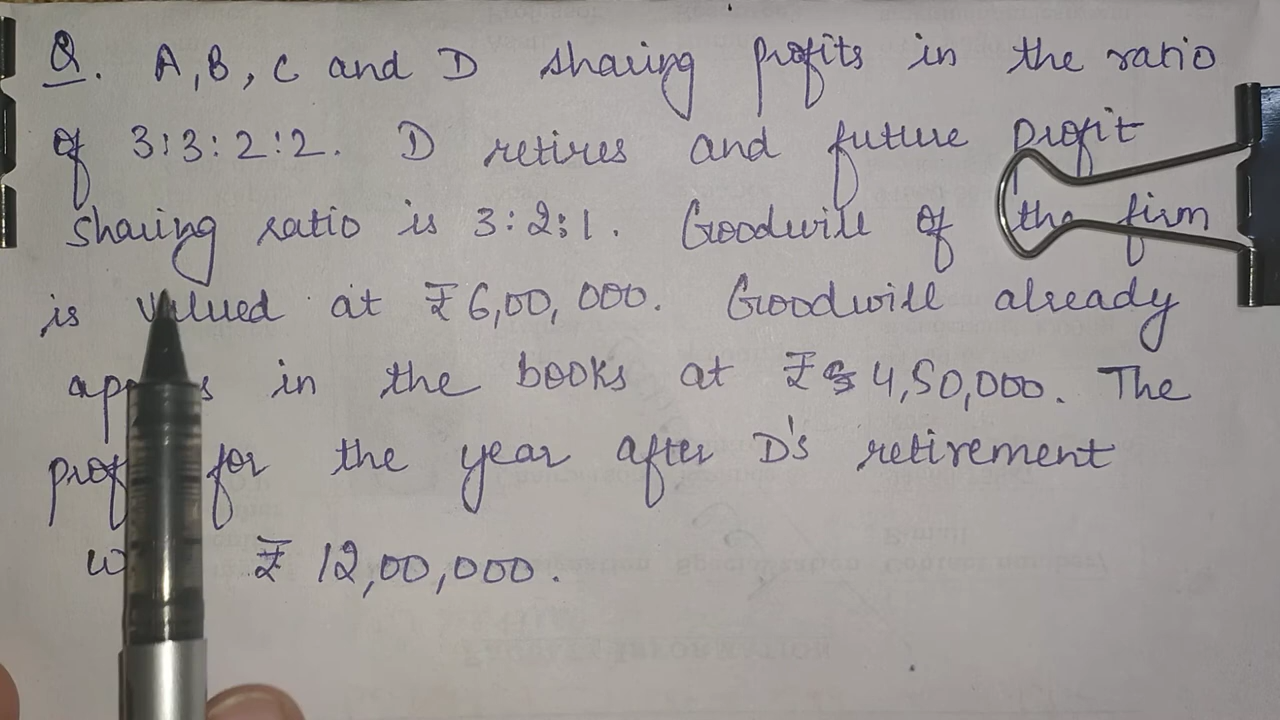 Q. A, B, C and D sharing profits in the ratio
of 3:3:2:2. D retires and future profit
sharing ratio is 3:2:1. Goodwill of the firm
is valued at ₹6,00,000. Goodwill already
in the books at ₹ 4,50,000. The
for the year after D's retirement
₹ 12,00,000.